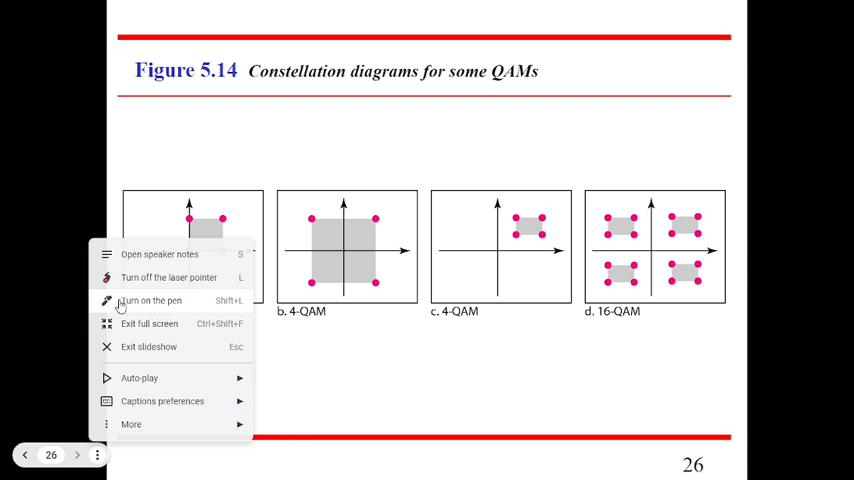 Figure 5.14 Constellation diagrams for some QAMs
b. 4-QAM
c. 4-QAM
d. 16-QAM
Open speaker notes S
Turn off the laser pointer L
Turn on the pen Shift+L
Exit full screen Ctrl+Shift+F
Exit slideshow Esc
Auto-play
Captions preferences
More
26
26